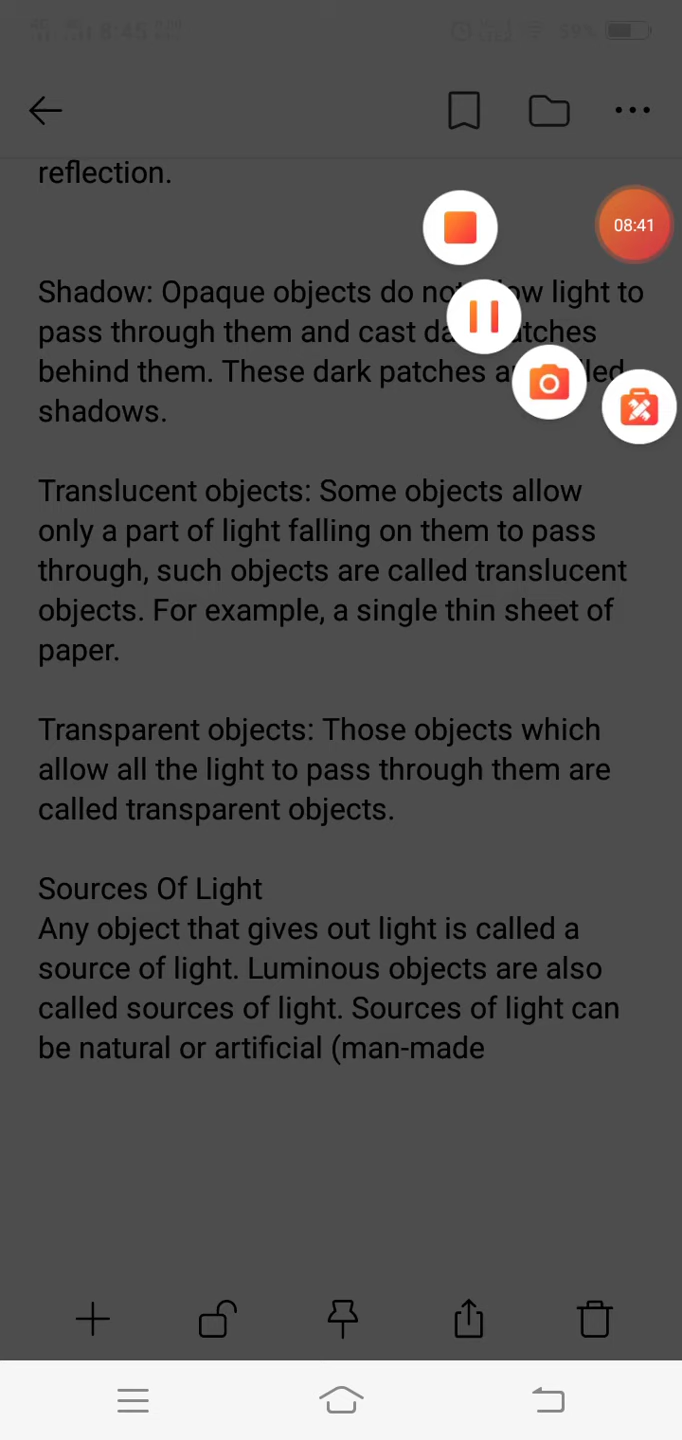 8:45
59%
reflection.
08:41
Shadow: Opaque objects do not light to
pass through them and cast
behind them. These dark patches
shadows.
Translucent objects: Some objects allow
only a part of light falling on them to pass
through, such objects are called translucent
objects. For example, a single thin sheet of
paper.
Transparent objects: Those objects which
allow all the light to pass through them are
called transparent objects.
Sources Of Light
Any object that gives out light is called a
source of light. Luminous objects are also
called sources of light. Sources of light can
be natural or artificial (man-made